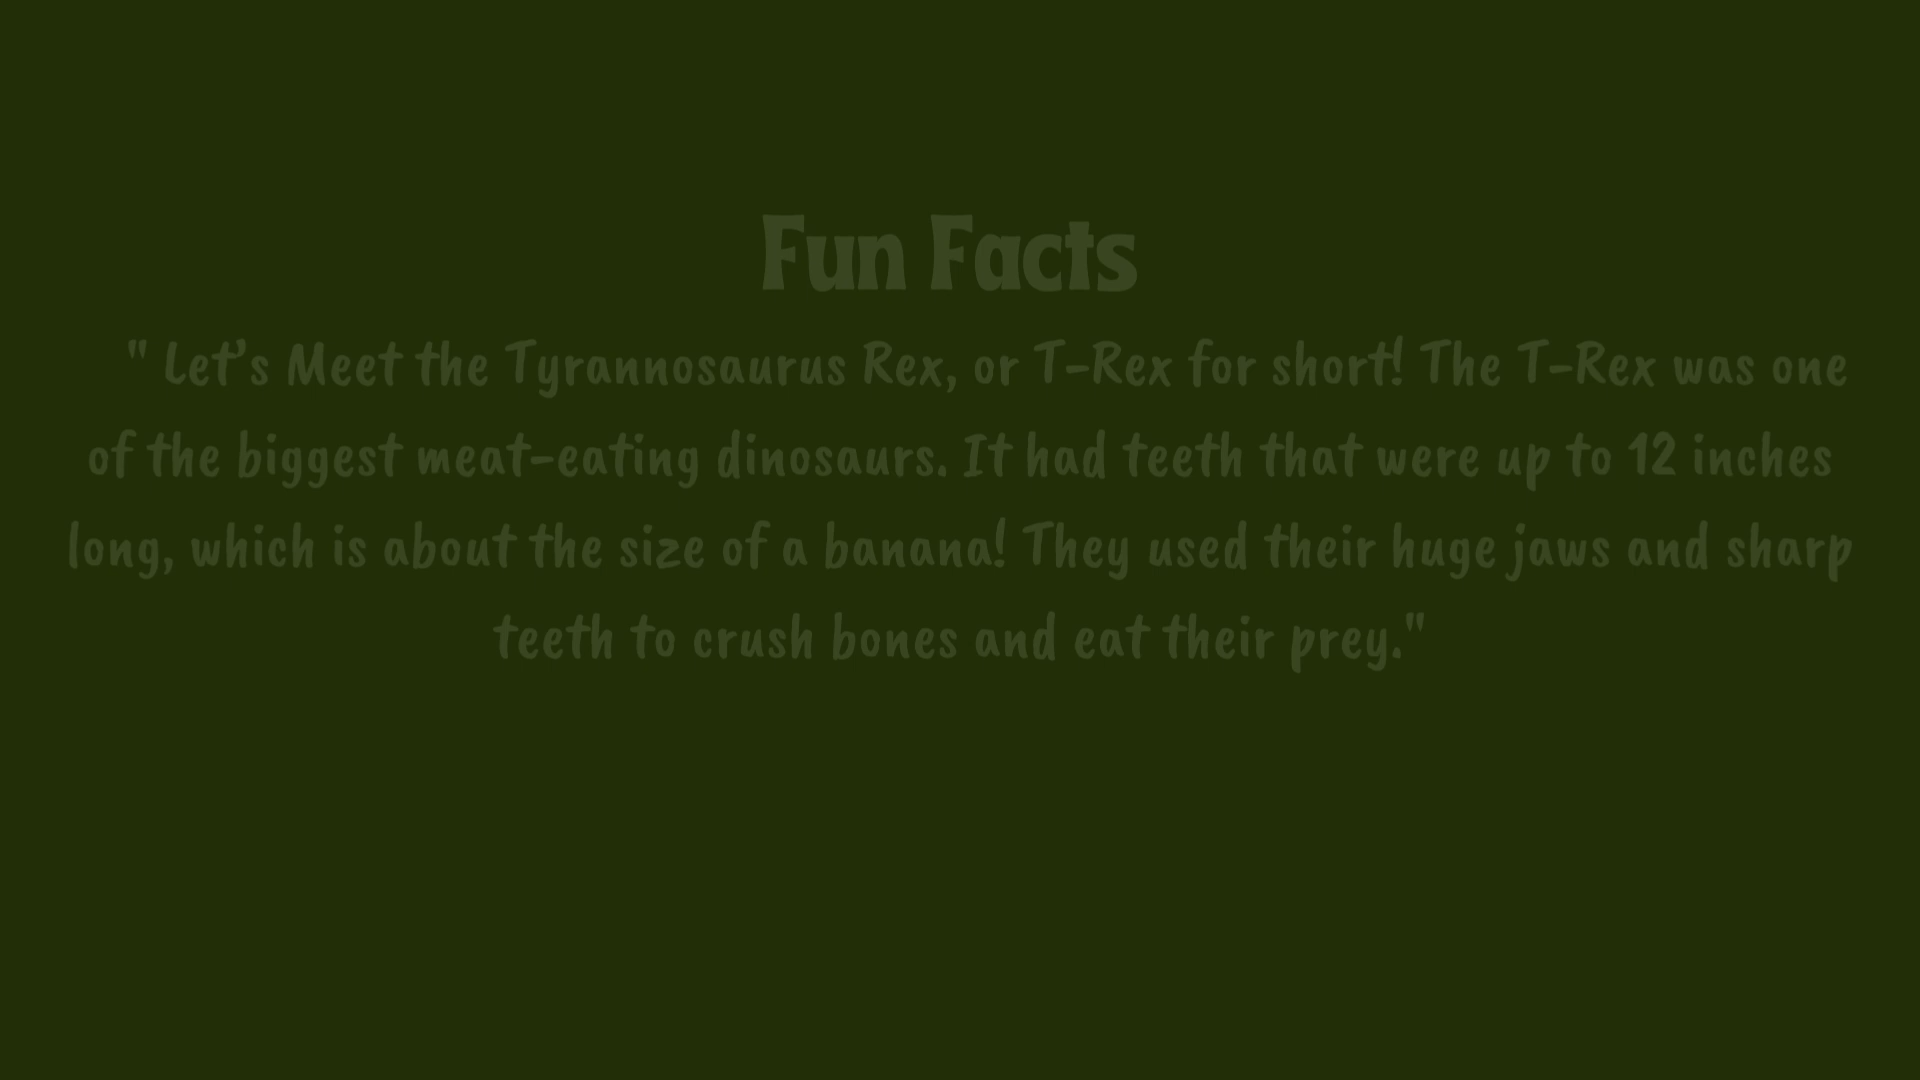 Fun Facts
" Let's Meet the Tyrannosaurus Rex, or T-Rex for short! The T-Rex was one
of the biggest meat-eating dinosaurs. It had teeth that were up to 12 inches
long, which is about the size of a banana! They used their huge jaws and sharp
teeth to crush bones and eat their prey."